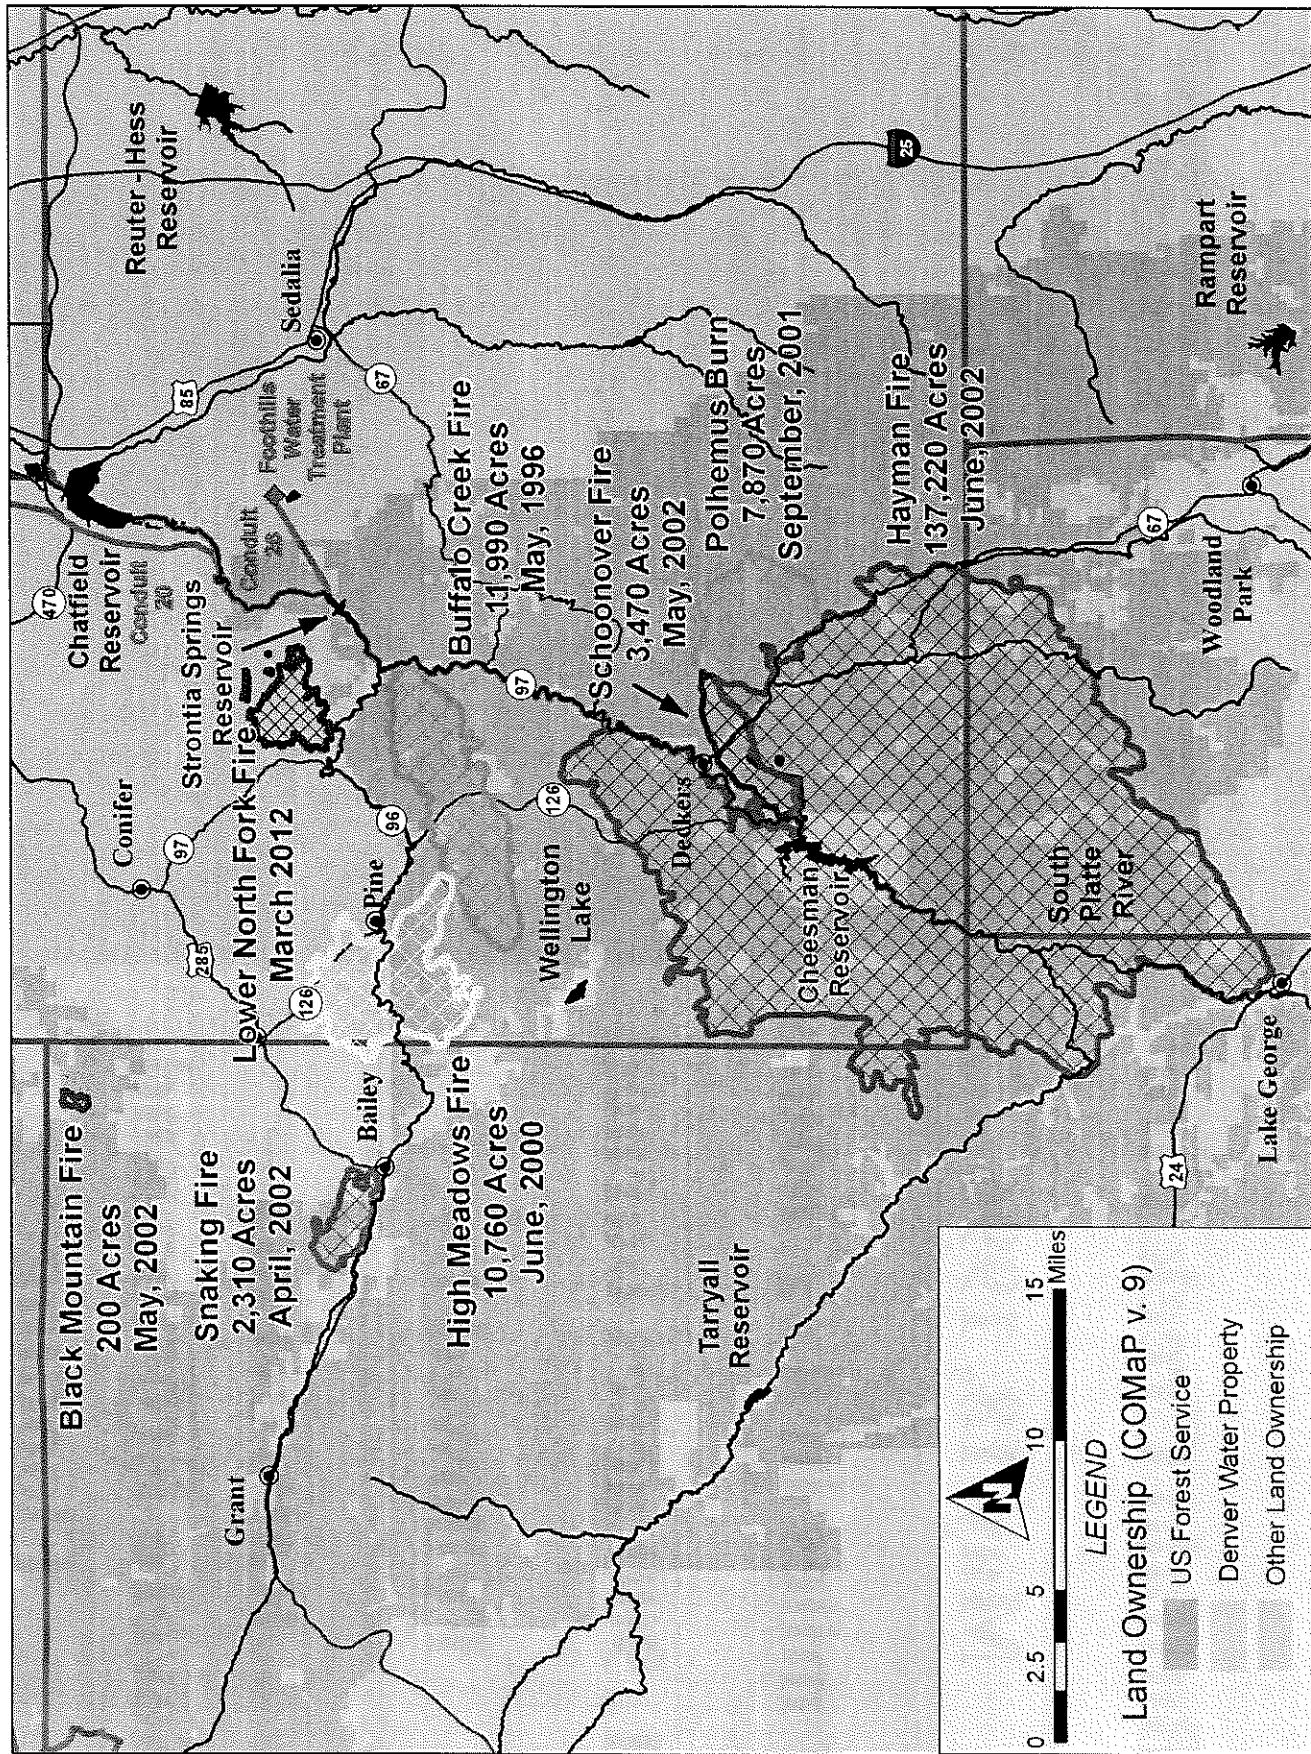 Black Mountain Fire
200 Acres
May, 2002
Snaking Fire
2,310 Acres
April, 2002
Grant
Bailey
High Meadows Fire
10,760 Acres
June, 2000
Tarryall
Reservoir
Conifer
97
285
126
Lower North Fork Fire
March 2012
Pine
96
Wellington
Lake
126
Strontia Springs
Reservoir
Chatfield
Reservoir
470
Conduit
20
Conduit
26
Foothills
Water
Treatment
Plant
85
Sedalia
67
Reuter - Hess
Reservoir
Buffalo Creek Fire
11,990 Acres
May, 1996
97
Schoonover Fire
3,470 Acres
May, 2002
Polhemus Burn
7,870 Acres
September, 2001
Deckers
Cheesman
Reservoir
Hayman Fire
137,220 Acres
June, 2002
25
South
Platte
River
Rampart
Reservoir
67
Woodland
Park
Lake George
24
N
0 2.5 5 10 15
Miles
LEGEND
Land Ownership (COMaP v. 9)
US Forest Service
Denver Water Property
Other Land Ownership